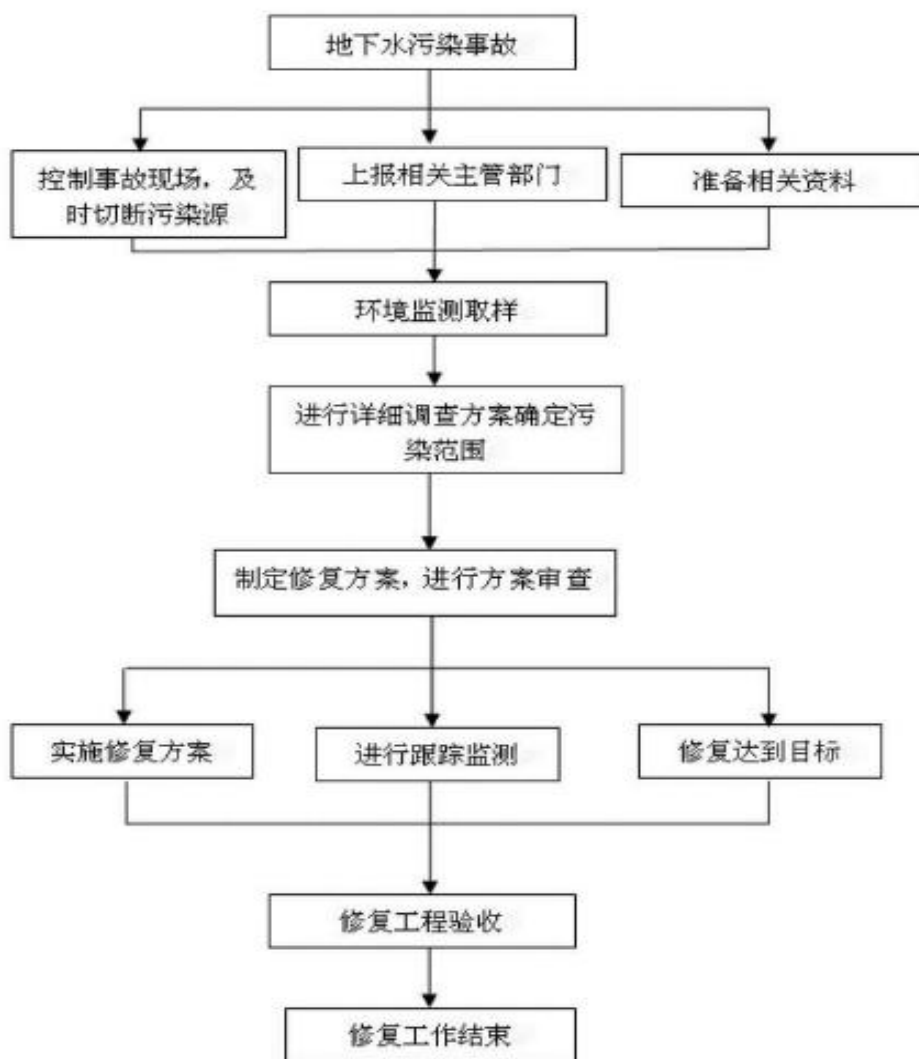 地下水污染事故
控制事故现场，及
时切断污染源
上报相关主管部门
准备相关资料
环境监测取样
进行详细调查方案确定污
染范围
制定修复方案，进行方案审查
实施修复方案
进行跟踪监测
修复达到目标
修复工程验收
修复工作结束